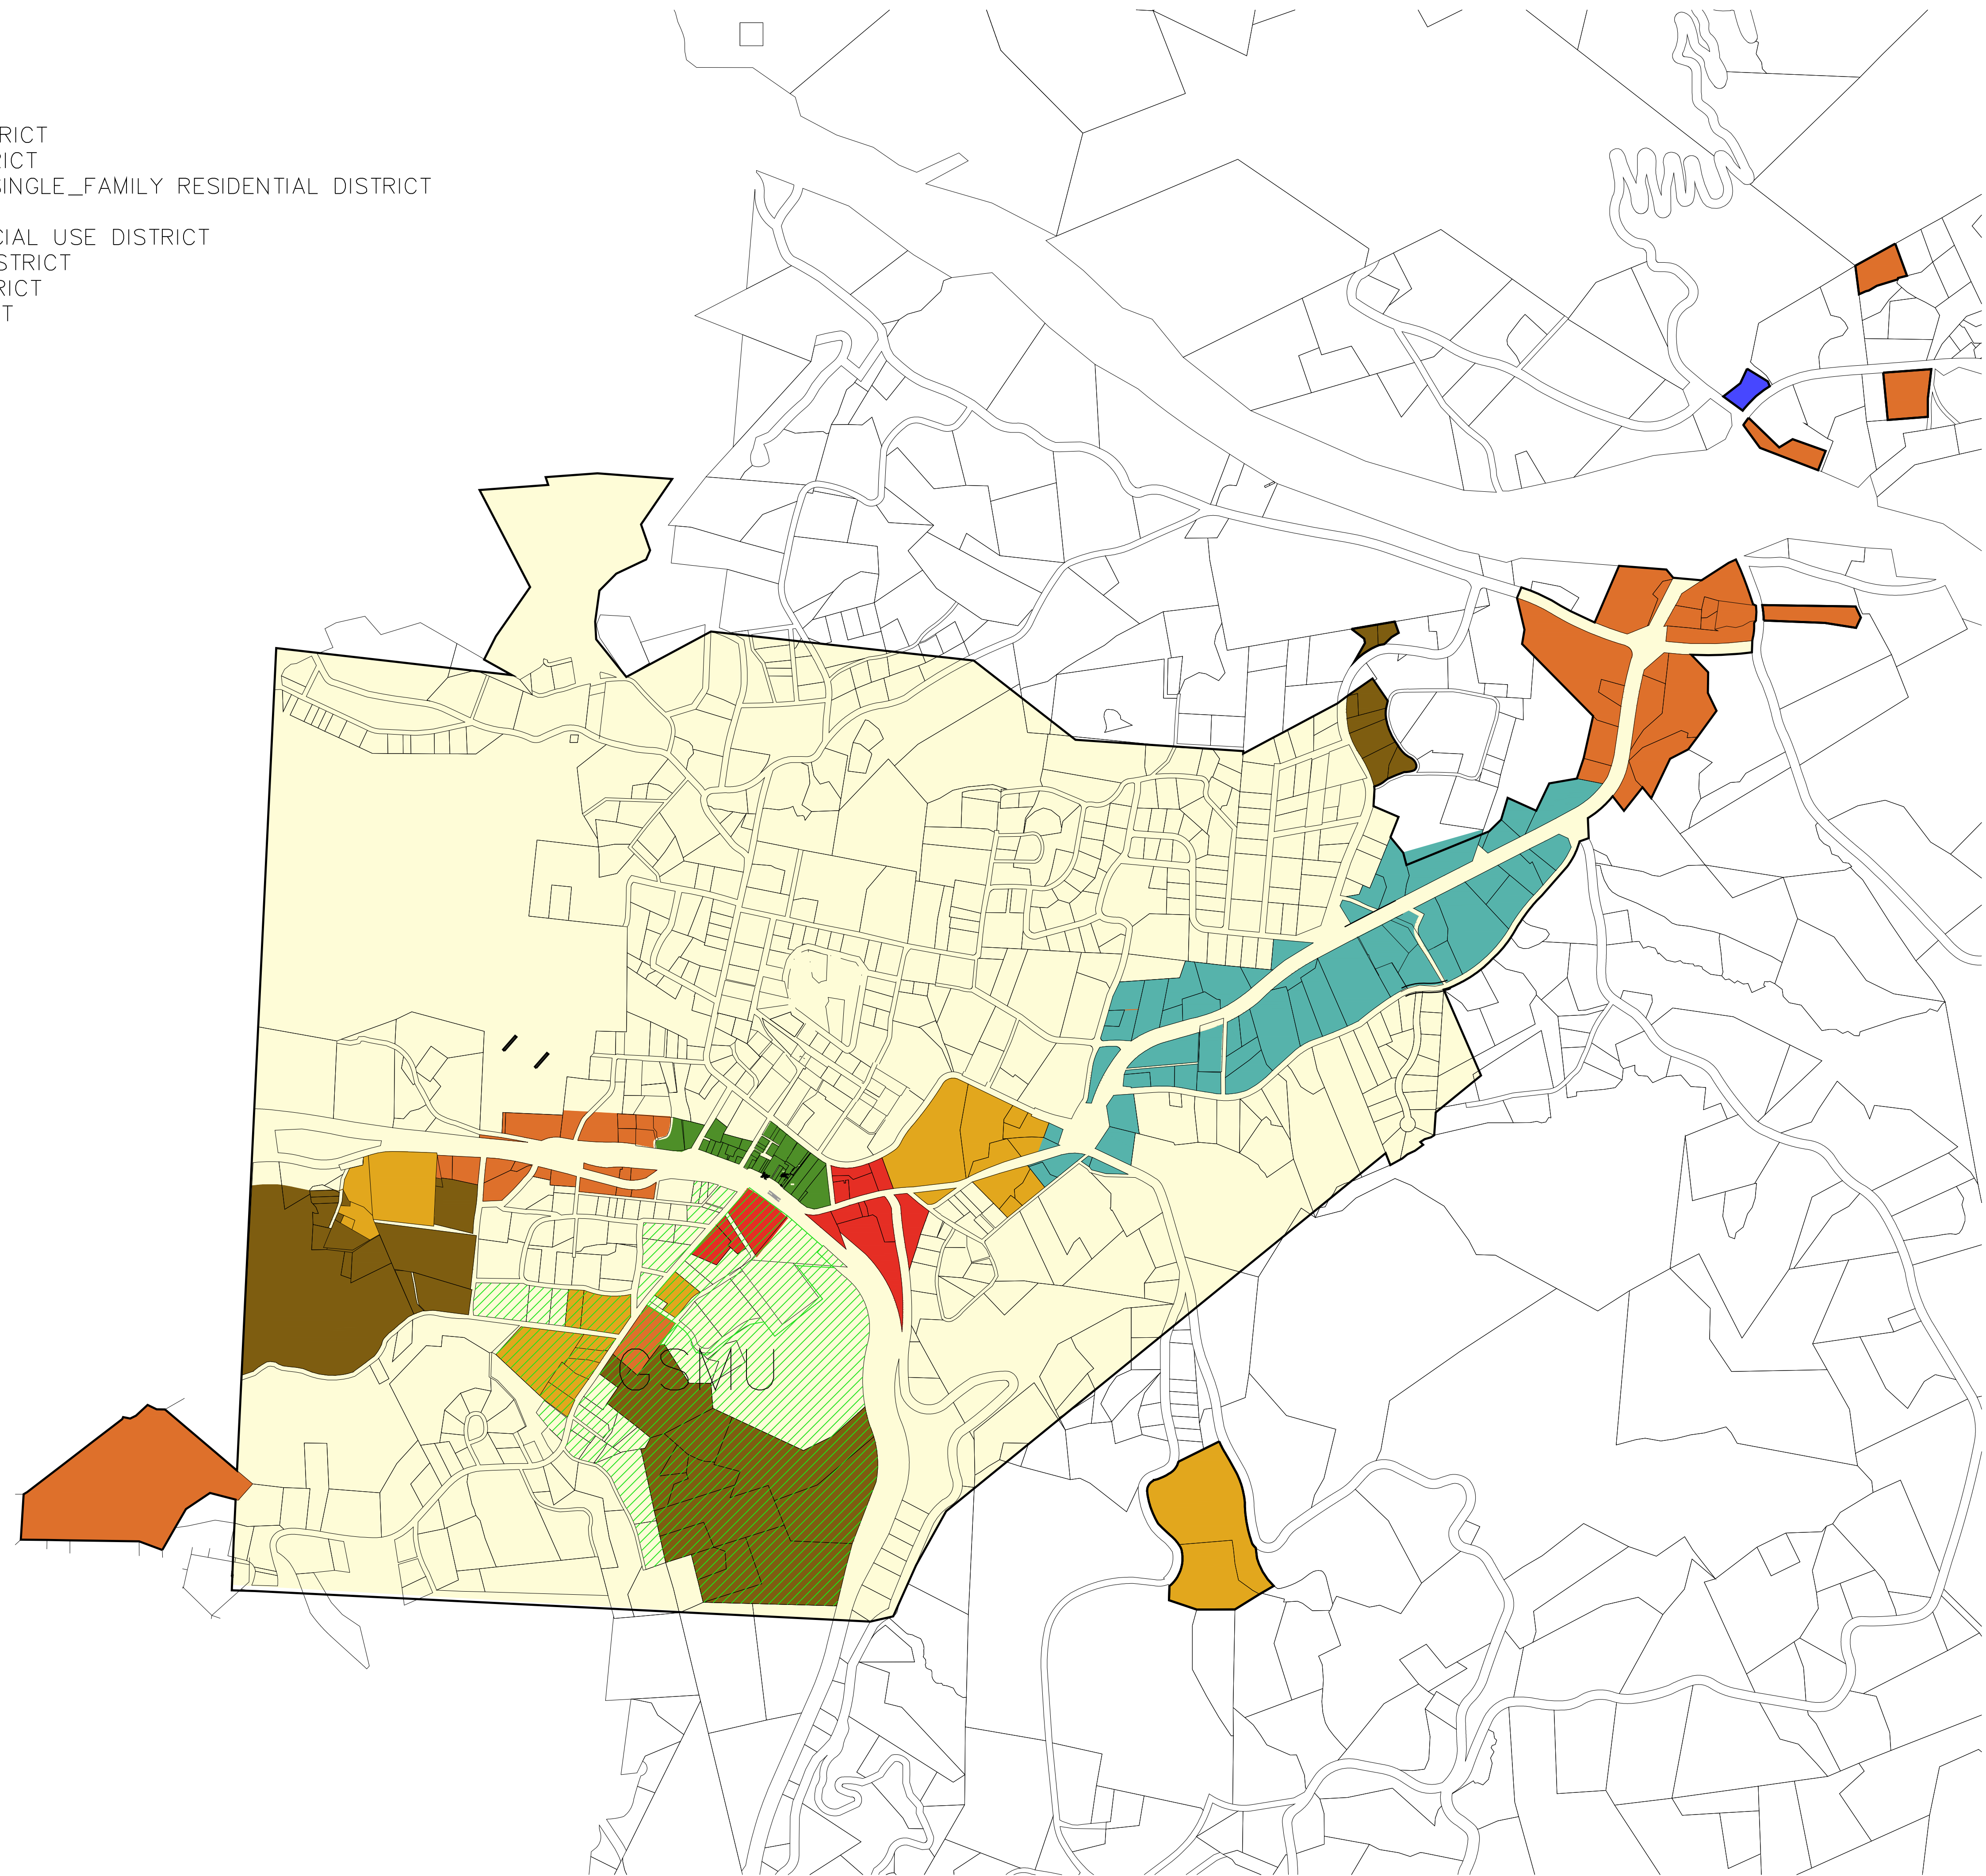 RICT
RICT
SINGLE_FAMILY RESIDENTIAL DISTRICT
CIAL USE DISTRICT
STRICT
RICT
T
CSMU